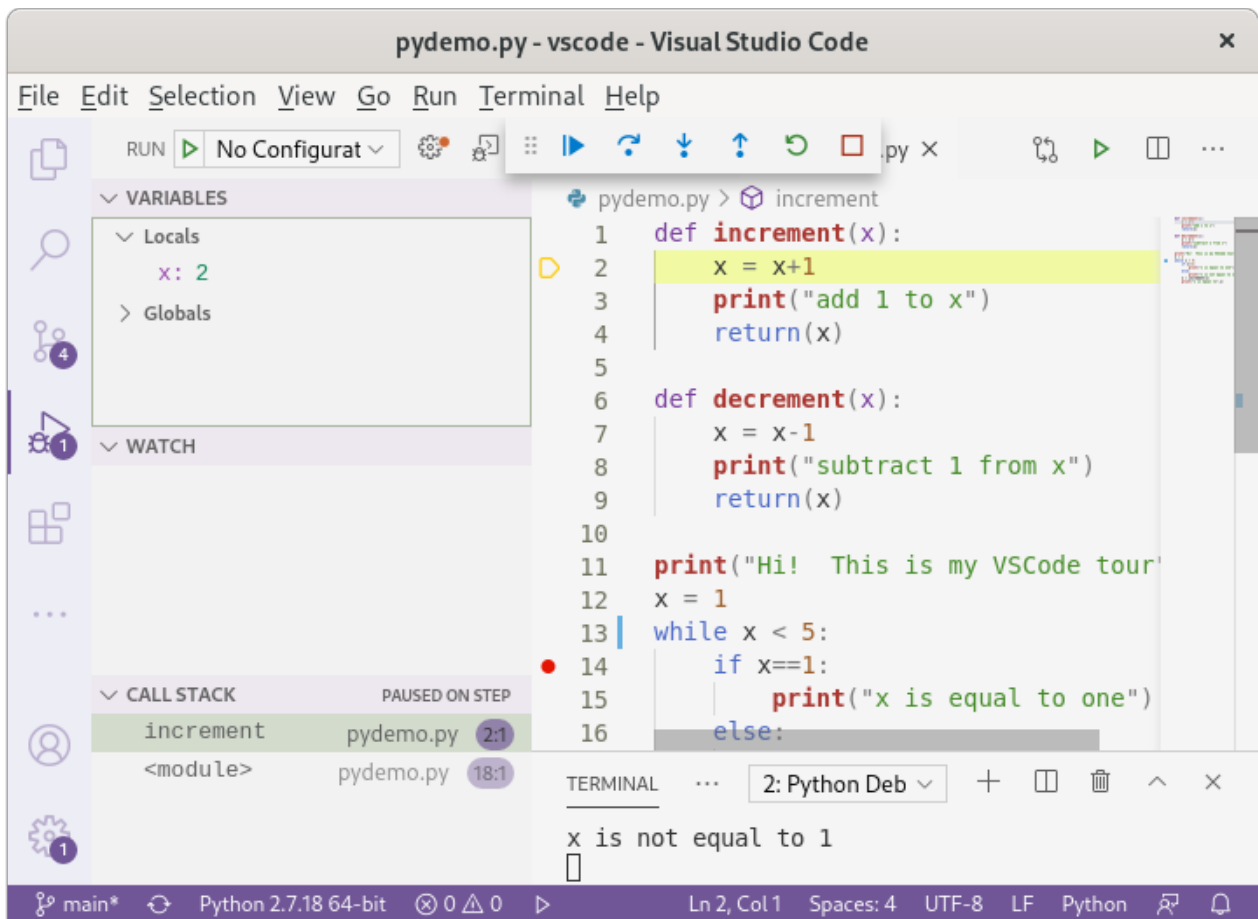 pydemo.py - vscode - Visual Studio Code
File Edit Selection View Go Run Terminal Help
RUN No Configurat
.py
VARIABLES
Locals
x: 2
Globals
WATCH
CALL STACK PAUSED ON STEP
increment pydemo.py 2:1
<module> pydemo.py 18:1
4
1
1
pydemo.py > increment
1 def increment(x):
2 x = x+1
3 print("add 1 to x")
4 return(x)
5
6 def decrement(x):
7 x = x-1
8 print("subtract 1 from x")
9 return(x)
10
11 print("Hi!  This is my VSCode tour"
12 x = 1
13 while x < 5:
14 if x==1:
15 print("x is equal to one")
16 else:
TERMINAL ··· 2: Python Deb
x is not equal to 1
main* Python 2.7.18 64-bit 0 0 Ln 2, Col 1 Spaces: 4 UTF-8 LF Python